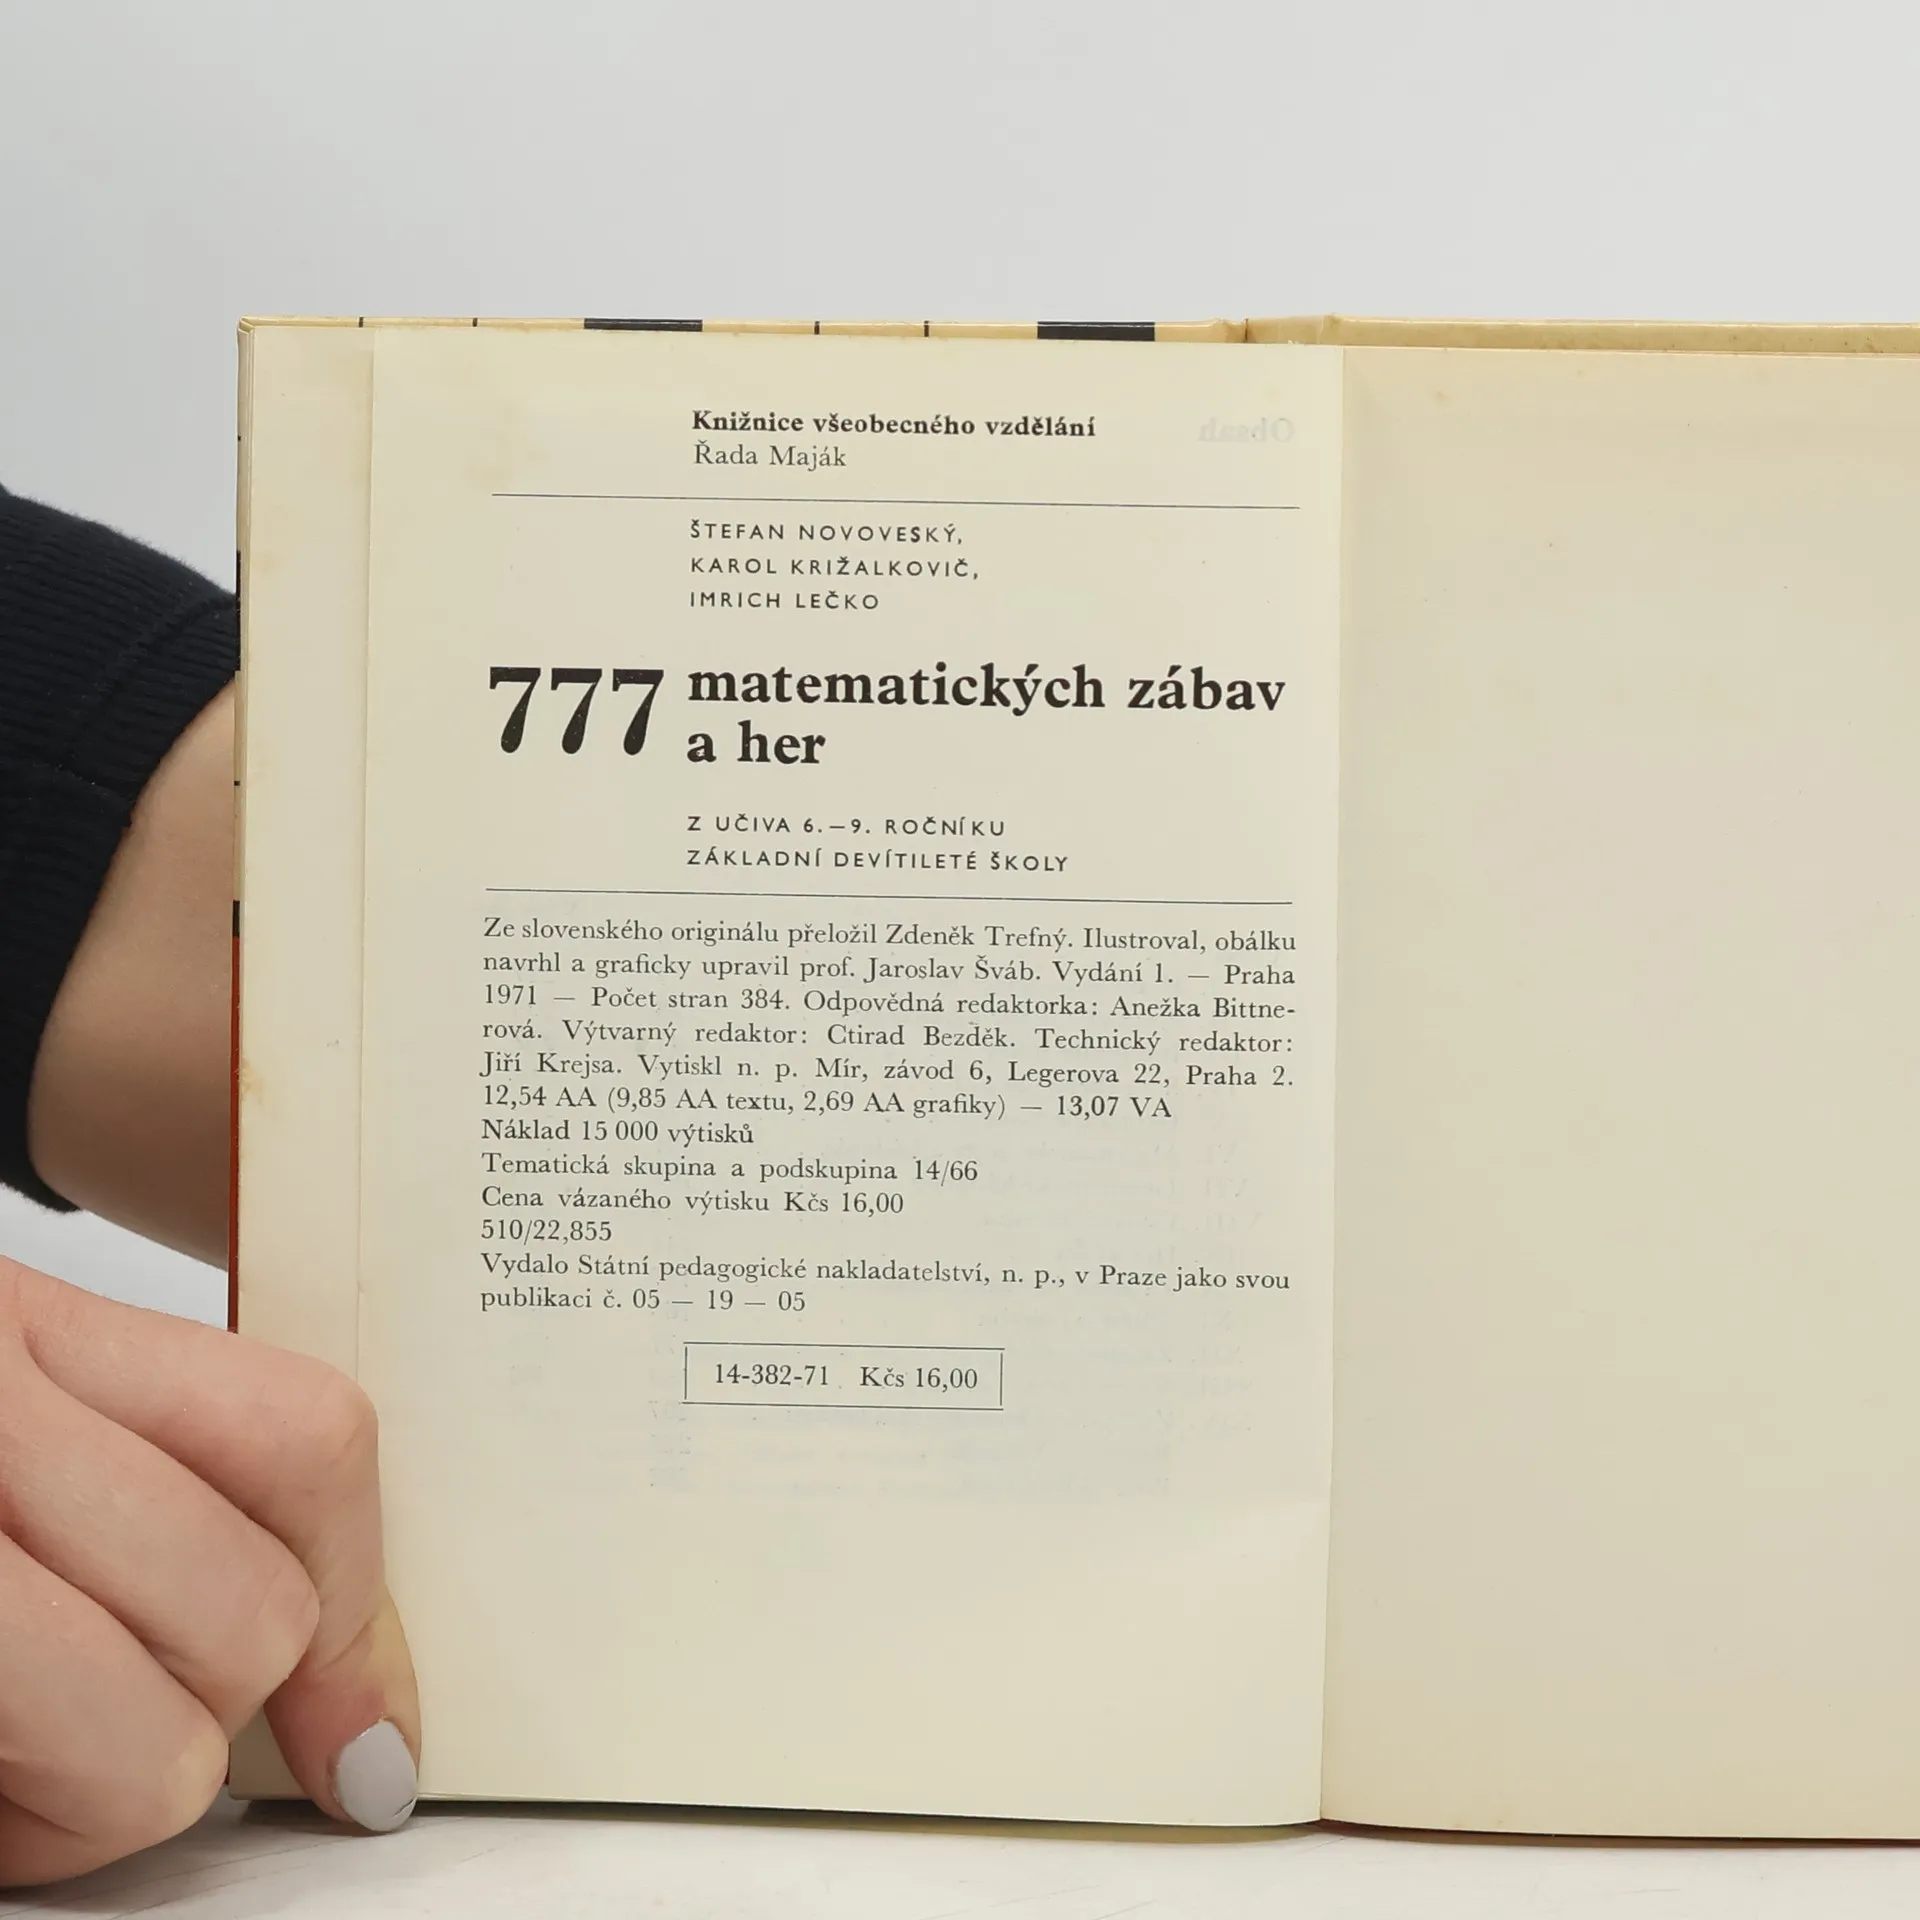 Knižnice všeobecného vzdělání
Řada Maják
ŠTEFAN NOVOVESKÝ,
KAROL KRIŽALKOVIČ,
IMRICH LEČKO
777 matematických zábav
a her
Z UČIVA 6.—9. ROČNÍKU
ZÁKLADNÍ DEVÍTILETÉ ŠKOLY
Ze slovenského originálu přeložil Zdeněk Trefný. Ilustroval, obálku
navrhl a graficky upravil prof. Jaroslav Šváb. Vydání 1. — Praha
1971 — Počet stran 384. Odpovědná redaktorka: Anežka Bittne-
rová. Výtvarný redaktor: Ctirad Bezděk. Technický redaktor:
Jiří Krejsa. Vytiskl n. p. Mír, závod 6, Legerova 22, Praha 2.
12,54 AA (9,85 AA textu, 2,69 AA grafiky) — 13,07 VA
Náklad 15 000 výtisků
Tematická skupina a podskupina 14/66
Cena vázaného výtisku Kčs 16,00
510/22,855
Vydalo Státní pedagogické nakladatelství, n. p., v Praze jako svou
publikaci č. 05 — 19 — 05
14-382-71 Kčs 16,00